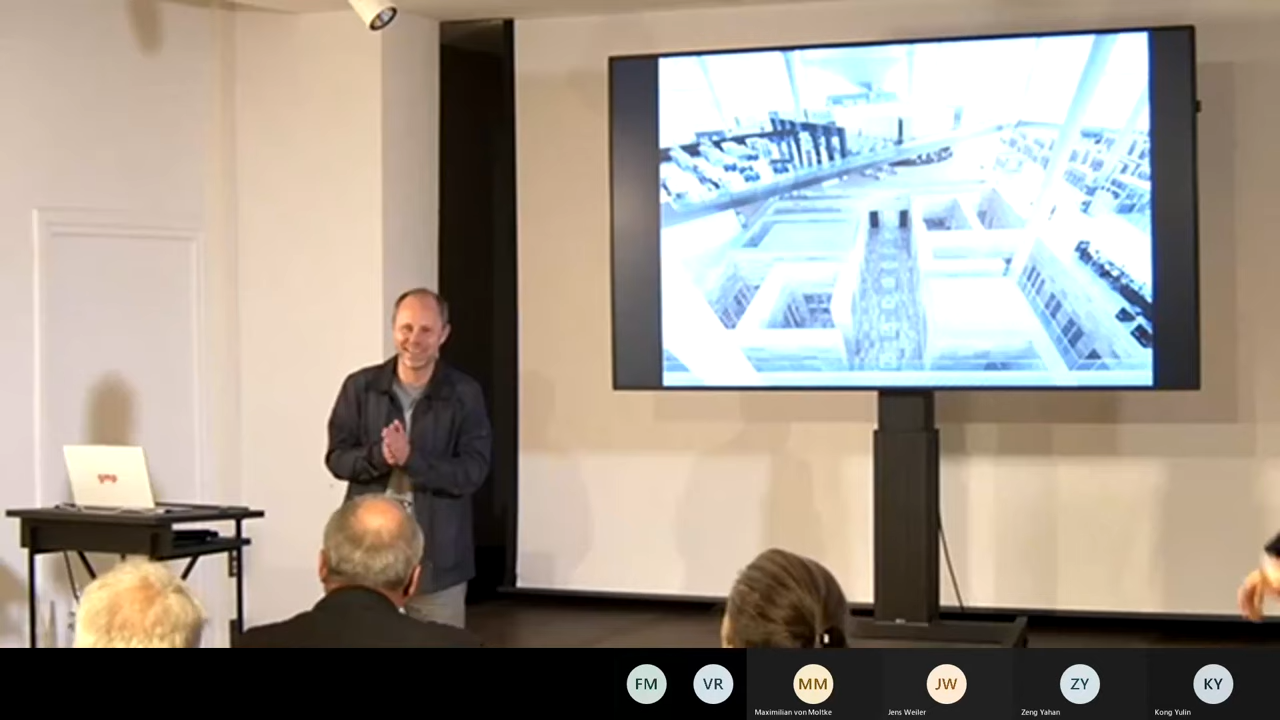 FM
VR
MM
JW
ZY
KY
Maximilian von Moltke
Jens Weiler
Zeng Yahan
Kong Yulin